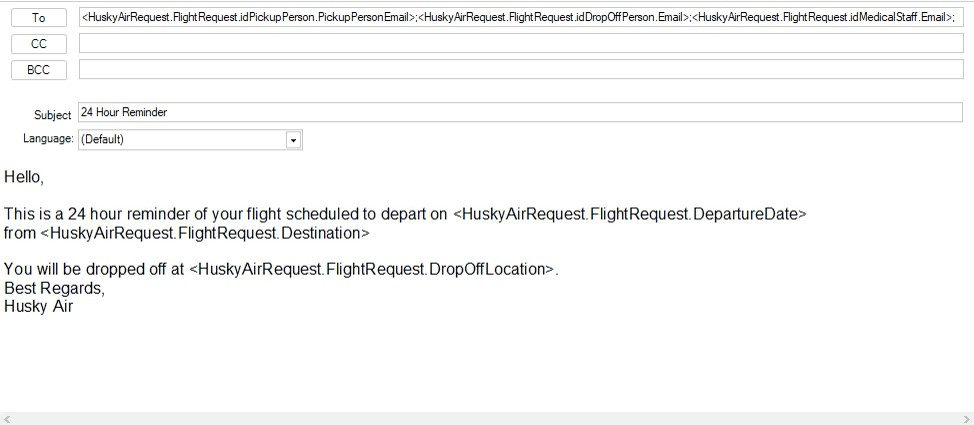 To <HuskyAirRequest.FlightRequest.idPickupPerson.PickupPersonEmail>;<HuskyAirRequest.FlightRequest.idDropOffPerson.Email>;<HuskyAirRequest.FlightRequest.idMedicalStaff.Email>;
CC
BCC
Subject 24 Hour Reminder
Language: (Default)
Hello,
This is a 24 hour reminder of your flight scheduled to depart on <HuskyAirRequest.FlightRequest.DepartureDate>
from <HuskyAirRequest.FlightRequest.Destination>
You will be dropped off at <HuskyAirRequest.FlightRequest.DropOffLocation>.
Best Regards,
Husky Air